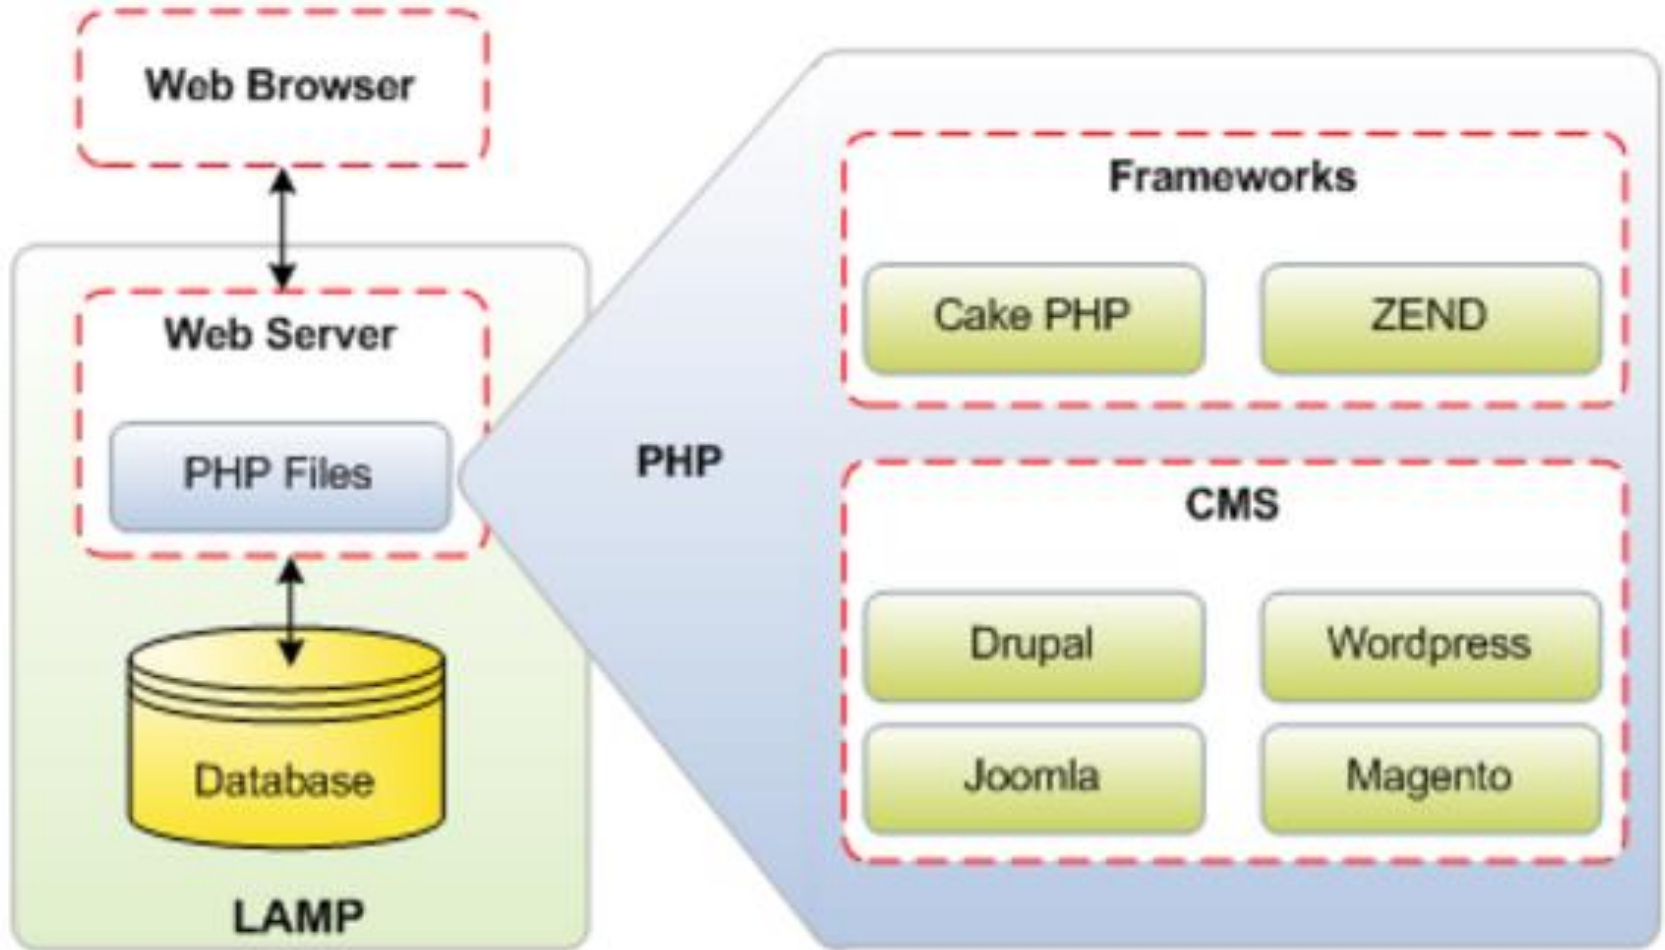 Web Browser
Web Server
PHP Files
Database
LAMP
PHP
Frameworks
Cake PHP
ZEND
CMS
Drupal
Wordpress
Joomla
Magento